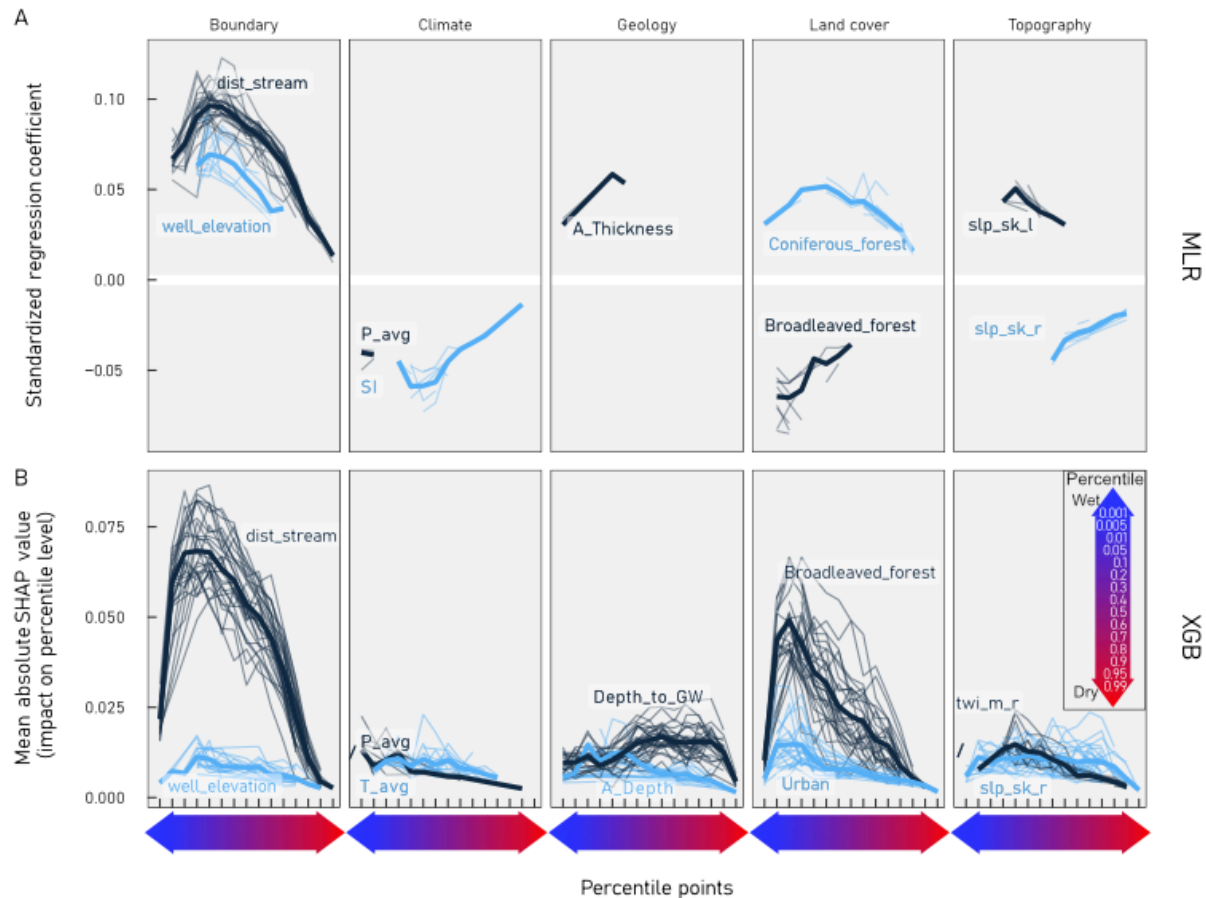 A
Boundary
Climate
Geology
Land cover
Topography
Standardized regression coefficient
0.10
0.05
0.00
−0.05
dist_stream
well_elevation
P_avg
SI
A_Thickness
Coniferous_forest
Broadleaved_forest
slp_sk_l
slp_sk_r
MLR
B
Mean absolute SHAP value
(impact on percentile level)
0.075
0.050
0.025
0.000
dist_stream
well_elevation
P_avg
T_avg
Depth_to_GW
A_Depth
Broadleaved_forest
Urban
twi_m_r
slp_sk_r
Percentile
Wet
0.001
0.005
0.01
0.05
0.1
0.2
0.3
0.4
0.5
0.6
0.7
0.8
0.9
0.95
0.99
Dry
XGB
Percentile points